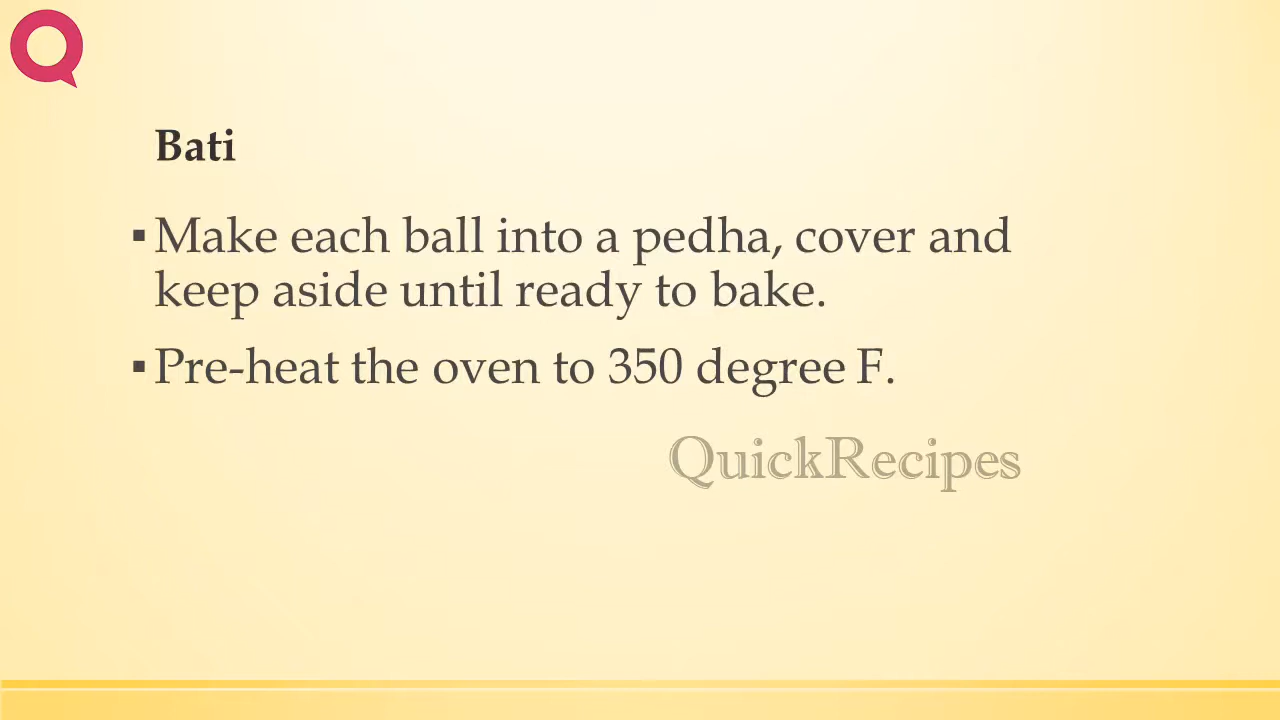 Bati
▪Make each ball into a pedha, cover and
keep aside until ready to bake.
▪Pre-heat the oven to 350 degree F.
QuickRecipes